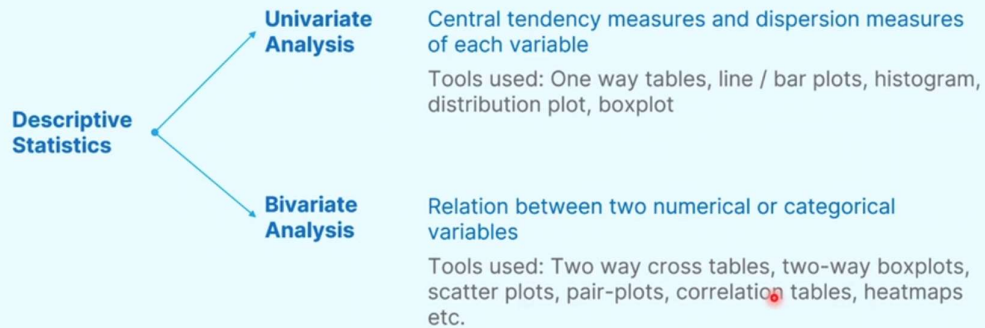 Univariate
Analysis
Central tendency measures and dispersion measures
of each variable
Tools used: One way tables, line / bar plots, histogram,
distribution plot, boxplot
Descriptive
Statistics
Bivariate
Analysis
Relation between two numerical or categorical
variables
Tools used: Two way cross tables, two-way boxplots,
scatter plots, pair-plots, correlation tables, heatmaps
etc.